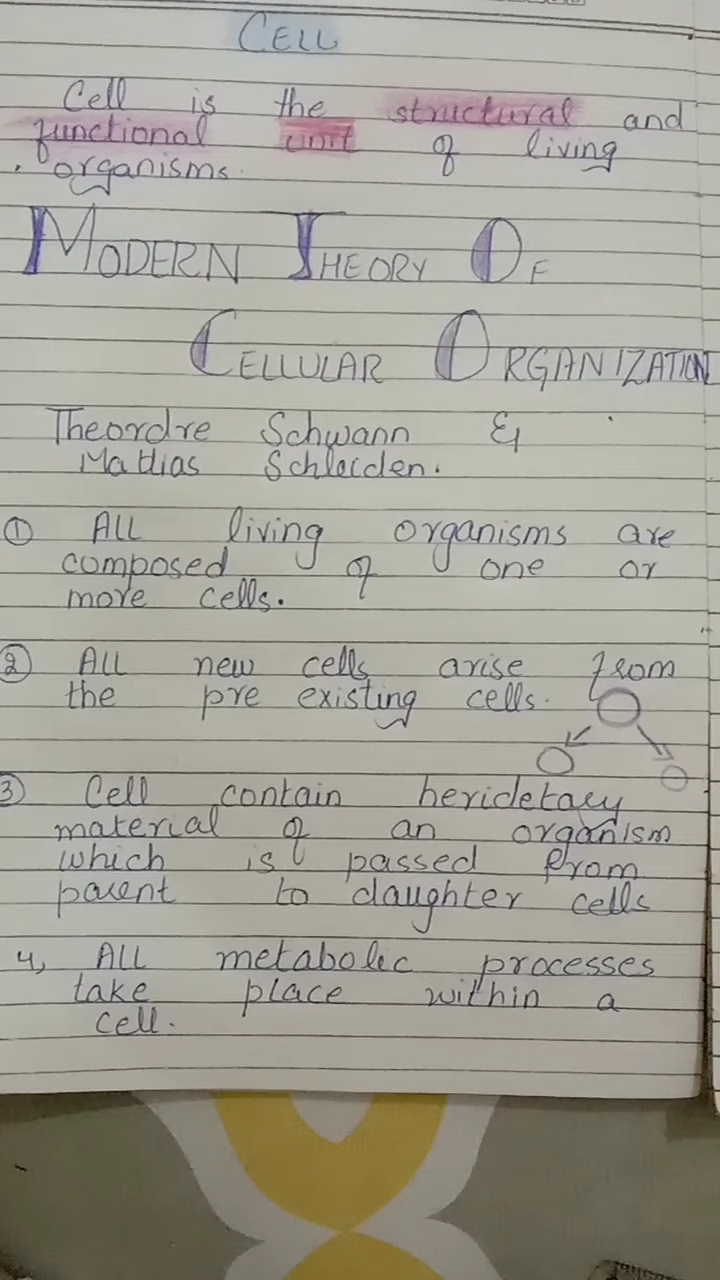 CELL
Cell is the structural and
functional unit of living
organisms.
MODERN THEORY OF
CELLULAR ORGANIZATION
Theordre Schwann &
Mattias Schleiden.
① All living organisms are
composed of one or
more cells.
② All new cells arise from
the pre existing cells.
3 Cell contain heridetary
material of an organism
which is passed from
parent to daughter cells
4, All metabolic processes
take place within a
cell.